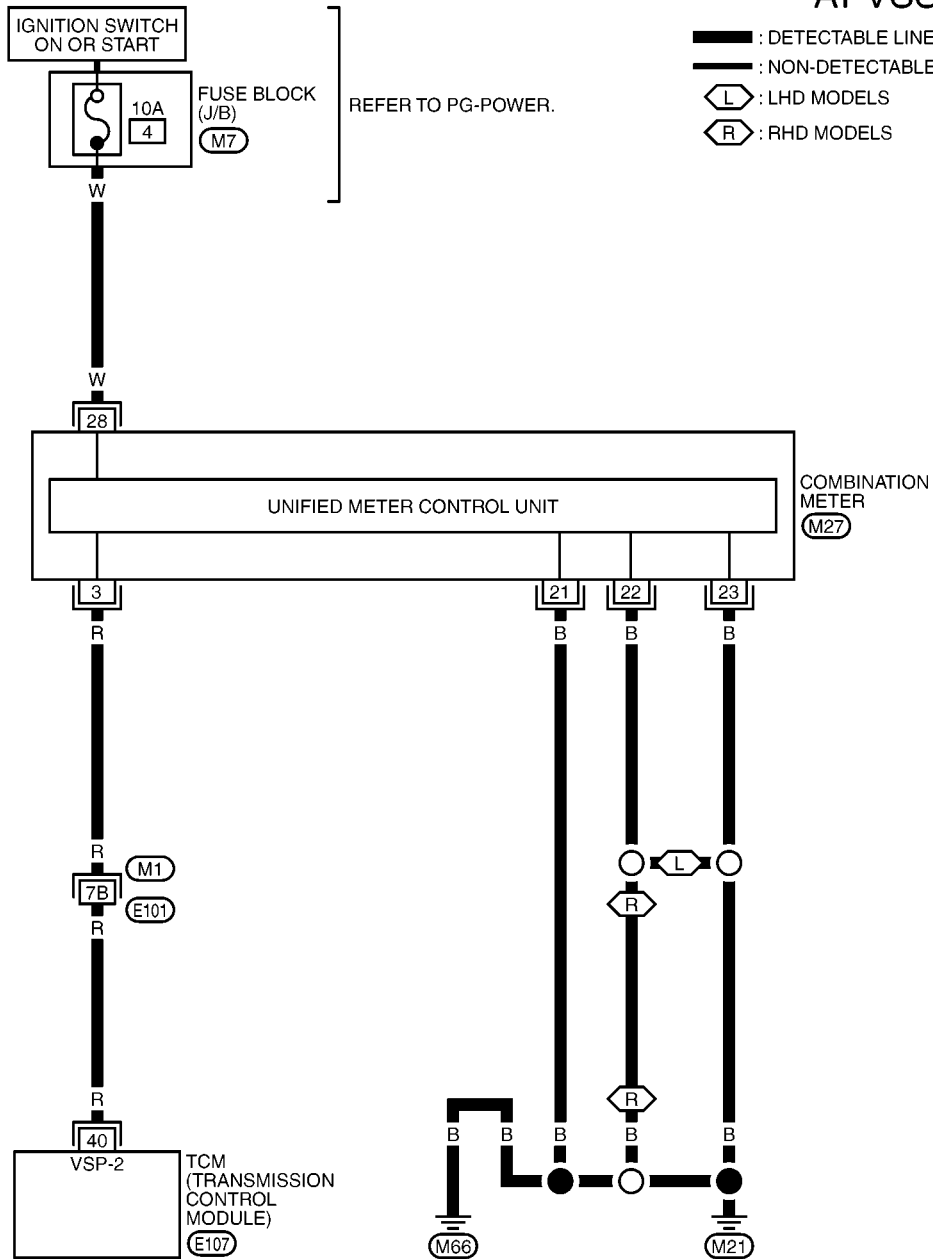 IGNITION SWITCH
ON OR START
FUSE BLOCK
(J/B)
10A
4
M7
REFER TO PG-POWER.
: DETECTABLE LINE
: NON-DETECTABLE
L : LHD MODELS
R : RHD MODELS
W
W
28
UNIFIED METER CONTROL UNIT
COMBINATION
METER
M27
3
21
22
23
R
B
B
B
R
M1
7B
E101
R
L
R
R
R
40
VSP-2
TCM
(TRANSMISSION
CONTROL
MODULE)
E107
B
B
B
B
B
M66
M21